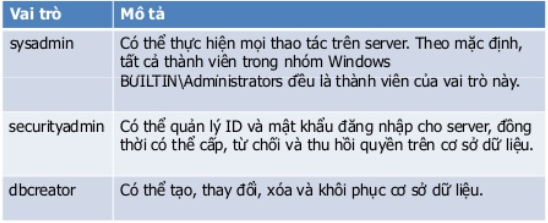 Vai trò Mô tả
sysadmin Có thể thực hiện mọi thao tác trên server. Theo mặc định,
tất cả thành viên trong nhóm Windows
BUILTIN\Administrators đều là thành viên của vai trò này.
securityadmin Có thể quản lý ID và mật khẩu đăng nhập cho server, đồng
thời có thể cấp, từ chối và thu hồi quyền trên cơ sở dữ liệu.
dbcreator Có thể tạo, thay đổi, xóa và khôi phục cơ sở dữ liệu.